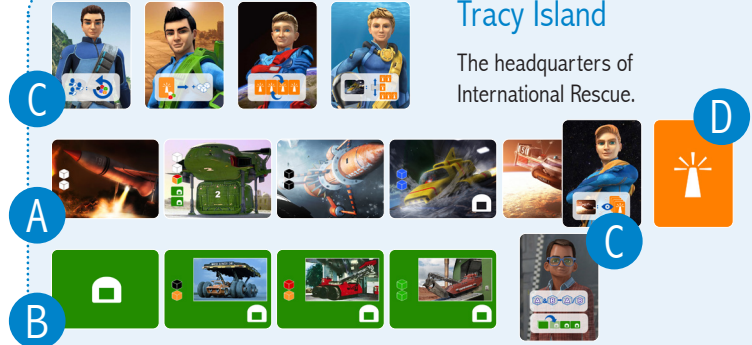 Tracy Island
The headquarters of
International Rescue.
C
D
2
A
C
B